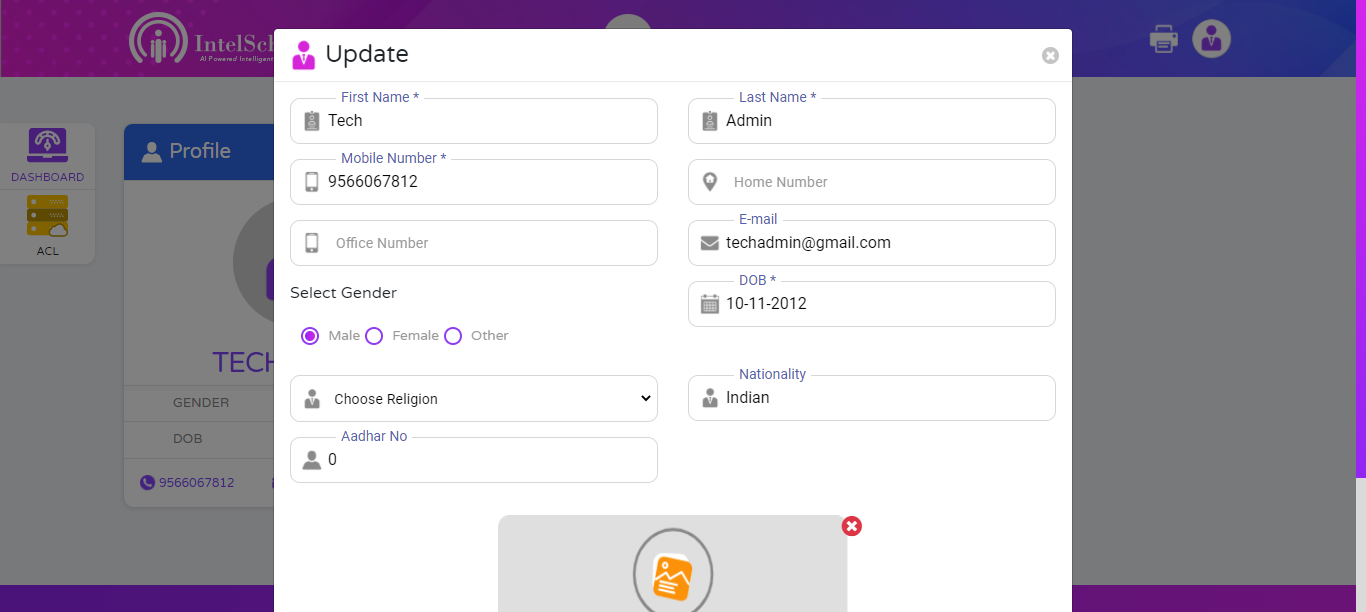 IntelSch
AI Powered Intelligent
Update
First Name *
Tech
Last Name *
Admin
Mobile Number *
9566067812
Home Number
Office Number
E-mail
techadmin@gmail.com
Select Gender
DOB *
10-11-2012
Male
Female
Other
Choose Religion
Nationality
Indian
Aadhar No
0
DASHBOARD
ACL
Profile
TECH
GENDER
DOB
9566067812